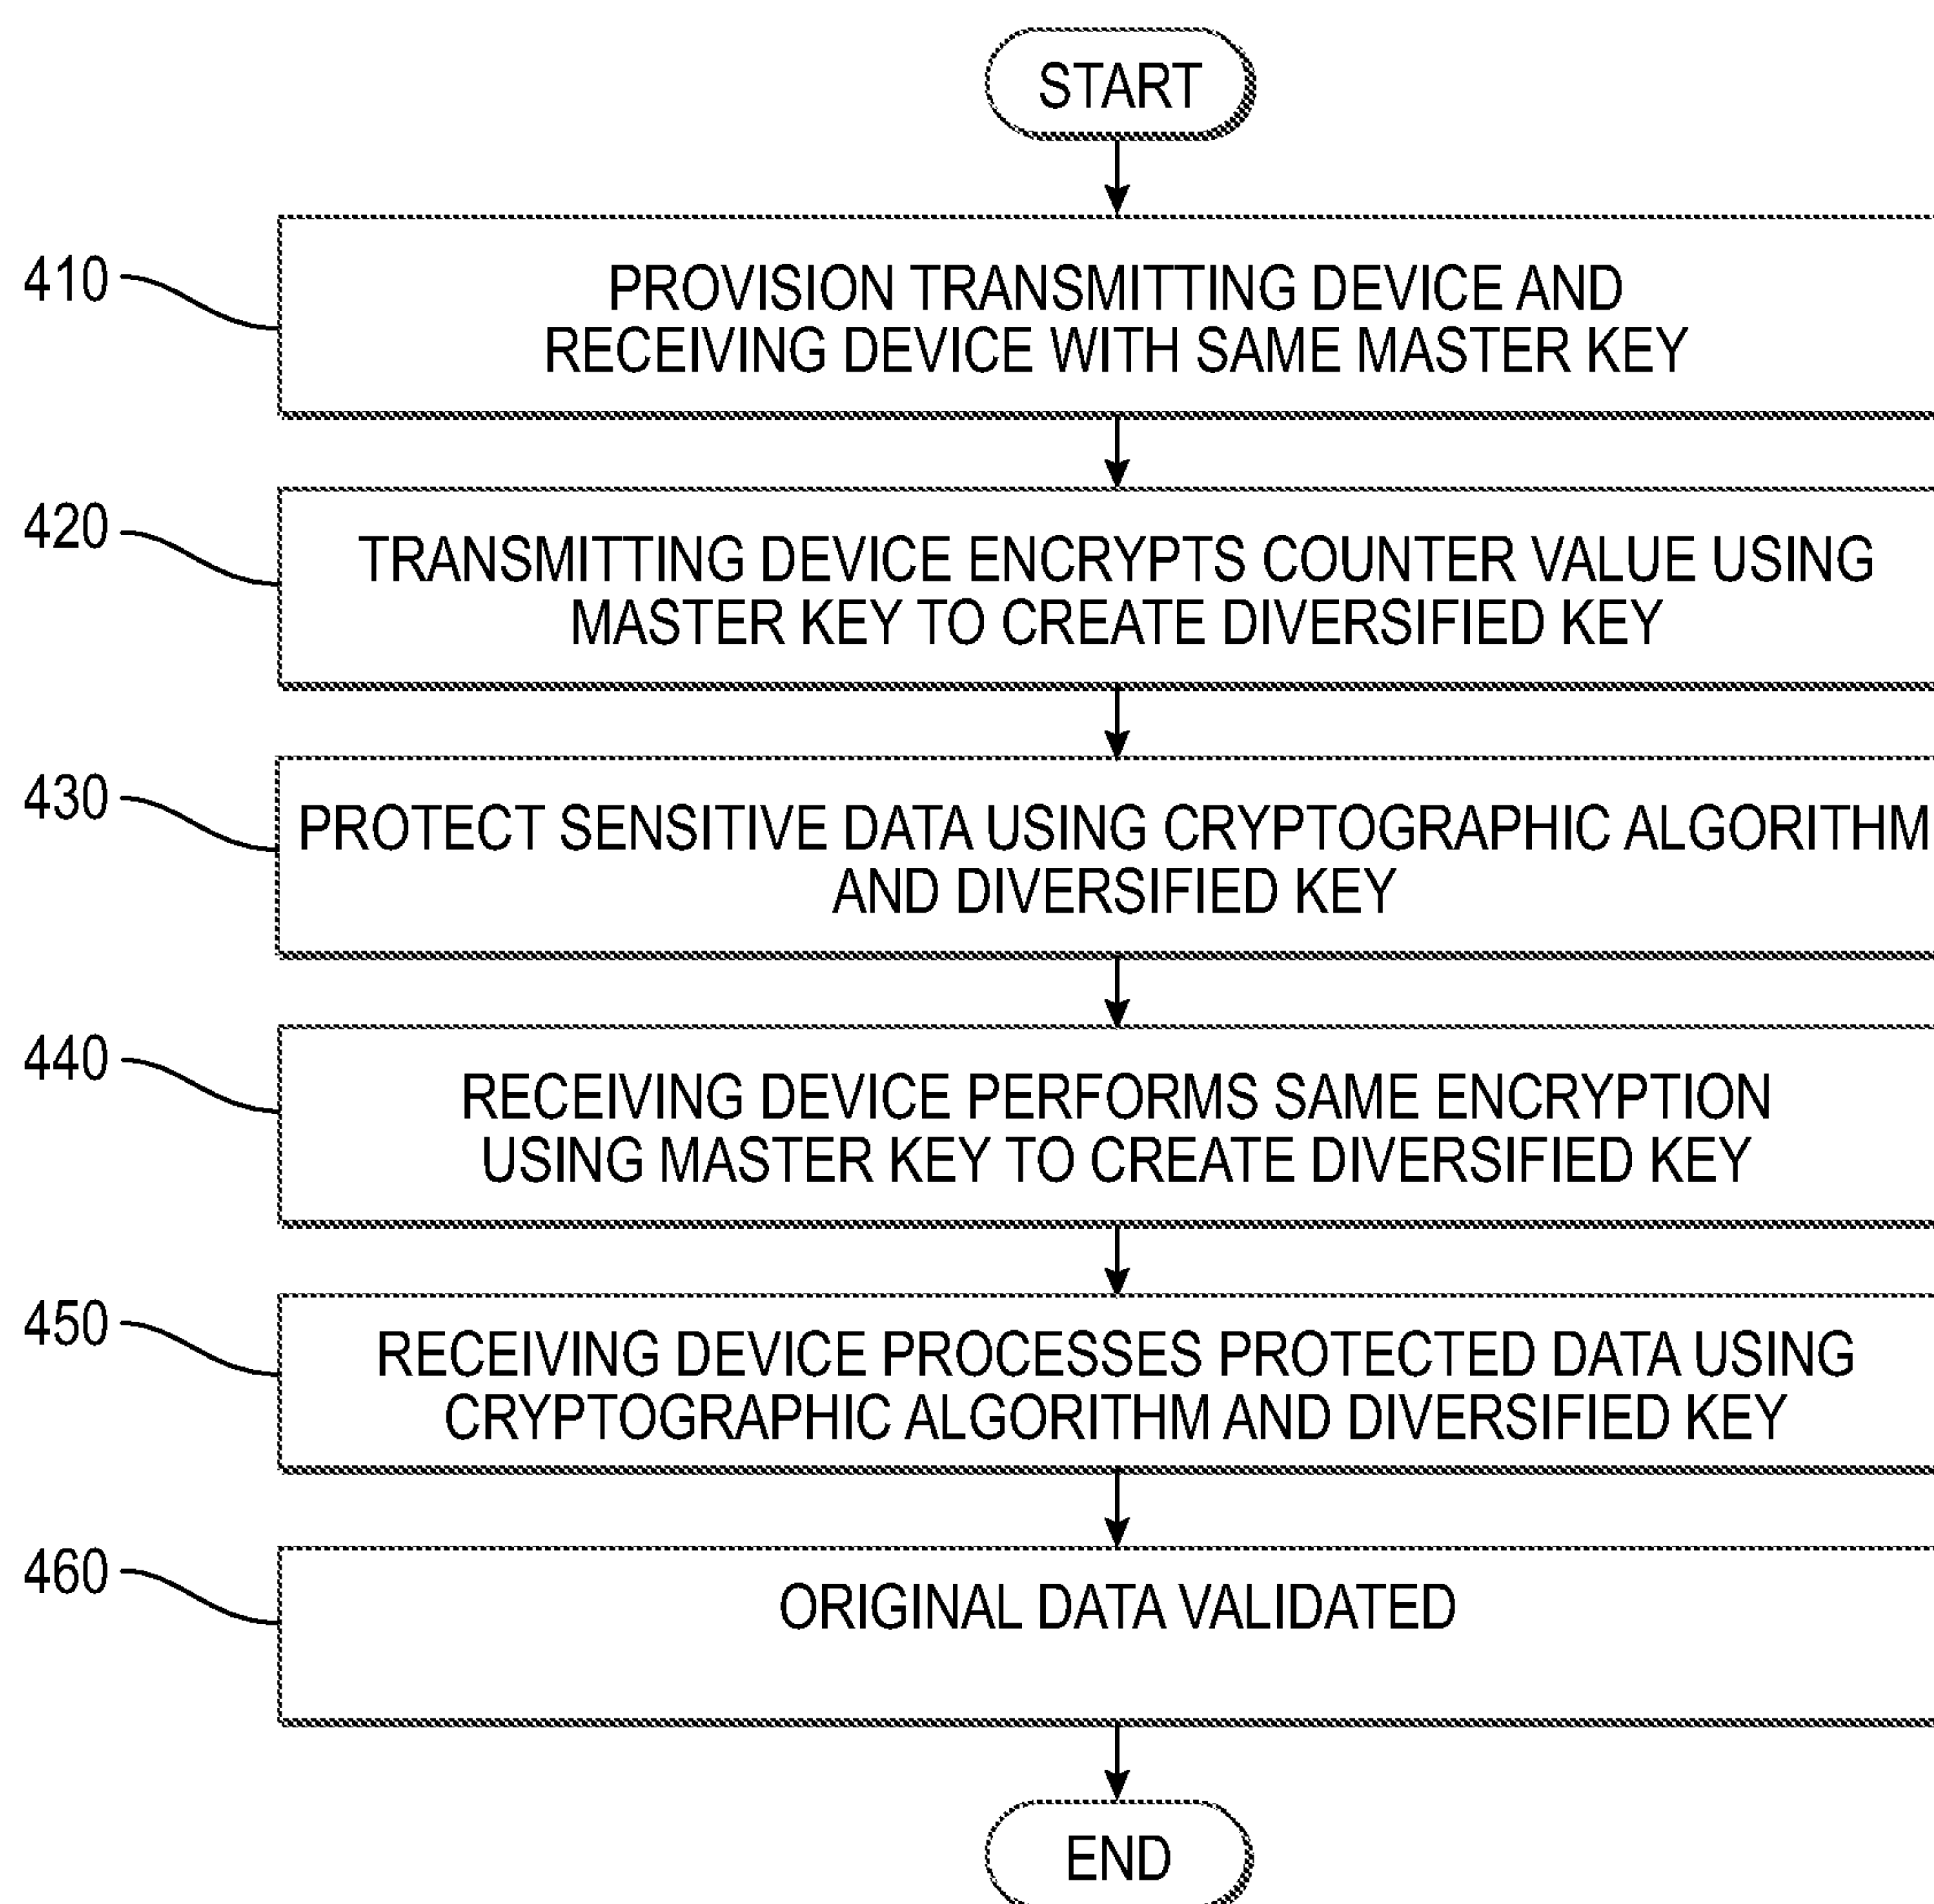 START
410
PROVISION TRANSMITTING DEVICE AND
RECEIVING DEVICE WITH SAME MASTER KEY
420
TRANSMITTING DEVICE ENCRYPTS COUNTER VALUE USING
MASTER KEY TO CREATE DIVERSIFIED KEY
430
PROTECT SENSITIVE DATA USING CRYPTOGRAPHIC ALGORITHM
AND DIVERSIFIED KEY
440
RECEIVING DEVICE PERFORMS SAME ENCRYPTION
USING MASTER KEY TO CREATE DIVERSIFIED KEY
450
RECEIVING DEVICE PROCESSES PROTECTED DATA USING
CRYPTOGRAPHIC ALGORITHM AND DIVERSIFIED KEY
460
ORIGINAL DATA VALIDATED
END